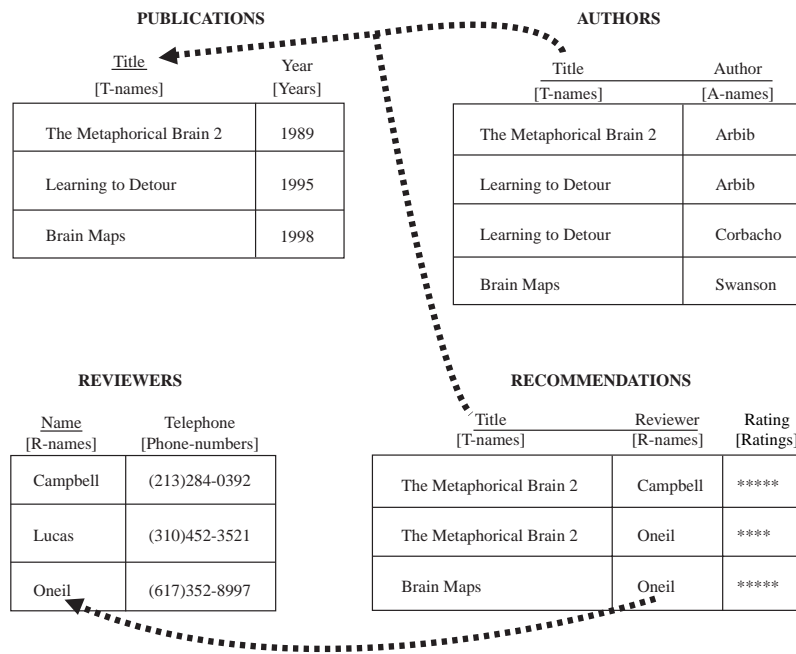 PUBLICATIONS
Title Year
[T-names] [Years]
The Metaphorical Brain 2 1989
Learning to Detour 1995
Brain Maps 1998
AUTHORS
Title Author
[T-names] [A-names]
The Metaphorical Brain 2 Arbib
Learning to Detour Arbib
Learning to Detour Corbacho
Brain Maps Swanson
REVIEWERS
Name Telephone
[R-names] [Phone-numbers]
Campbell (213)284-0392
Lucas (310)452-3521
Oneil (617)352-8997
RECOMMENDATIONS
Title Reviewer Rating
[T-names] [R-names] [Ratings]
The Metaphorical Brain 2 Campbell *****
The Metaphorical Brain 2 Oneil ****
Brain Maps Oneil *****